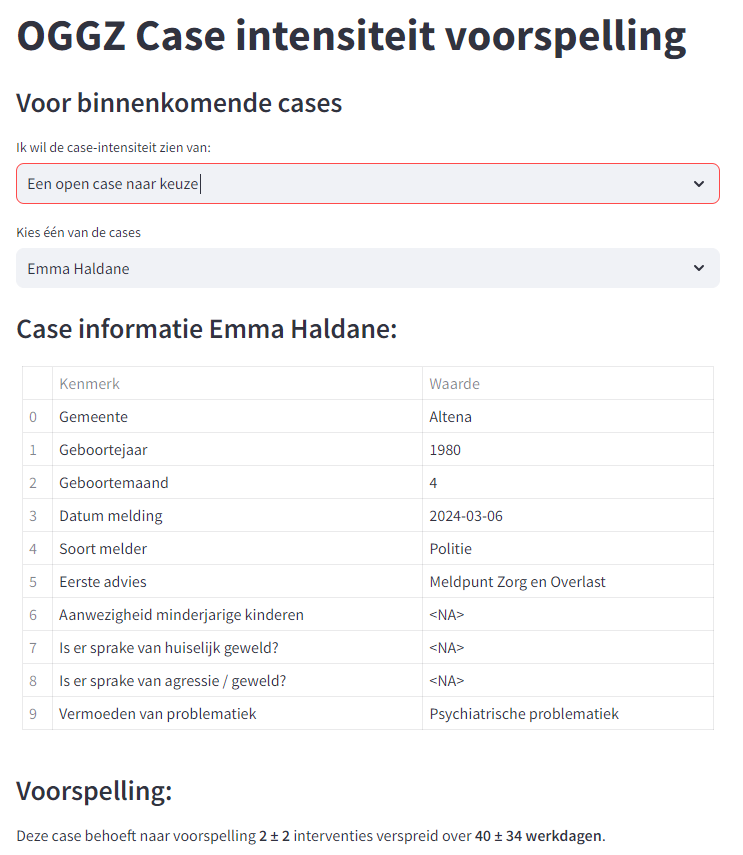 OGGZ Case intensiteit voorspelling
Voor binnenkomende cases
Ik wil de case-intensiteit zien van:
Een open case naar keuze
Kies één van de cases
Emma Haldane
Case informatie Emma Haldane:
Kenmerk Waarde
0 Gemeente Altena
1 Geboortejaar 1980
2 Geboortemaand 4
3 Datum melding 2024-03-06
4 Soort melder Politie
5 Eerste advies Meldpunt Zorg en Overlast
6 Aanwezigheid minderjarige kinderen <NA>
7 Is er sprake van huiselijk geweld? <NA>
8 Is er sprake van agressie / geweld? <NA>
9 Vermoeden van problematiek Psychiatrische problematiek
Voorspelling:
Deze case behoeft naar voorspelling 2 ± 2 interventies verspreid over 40 ± 34 werkdagen.